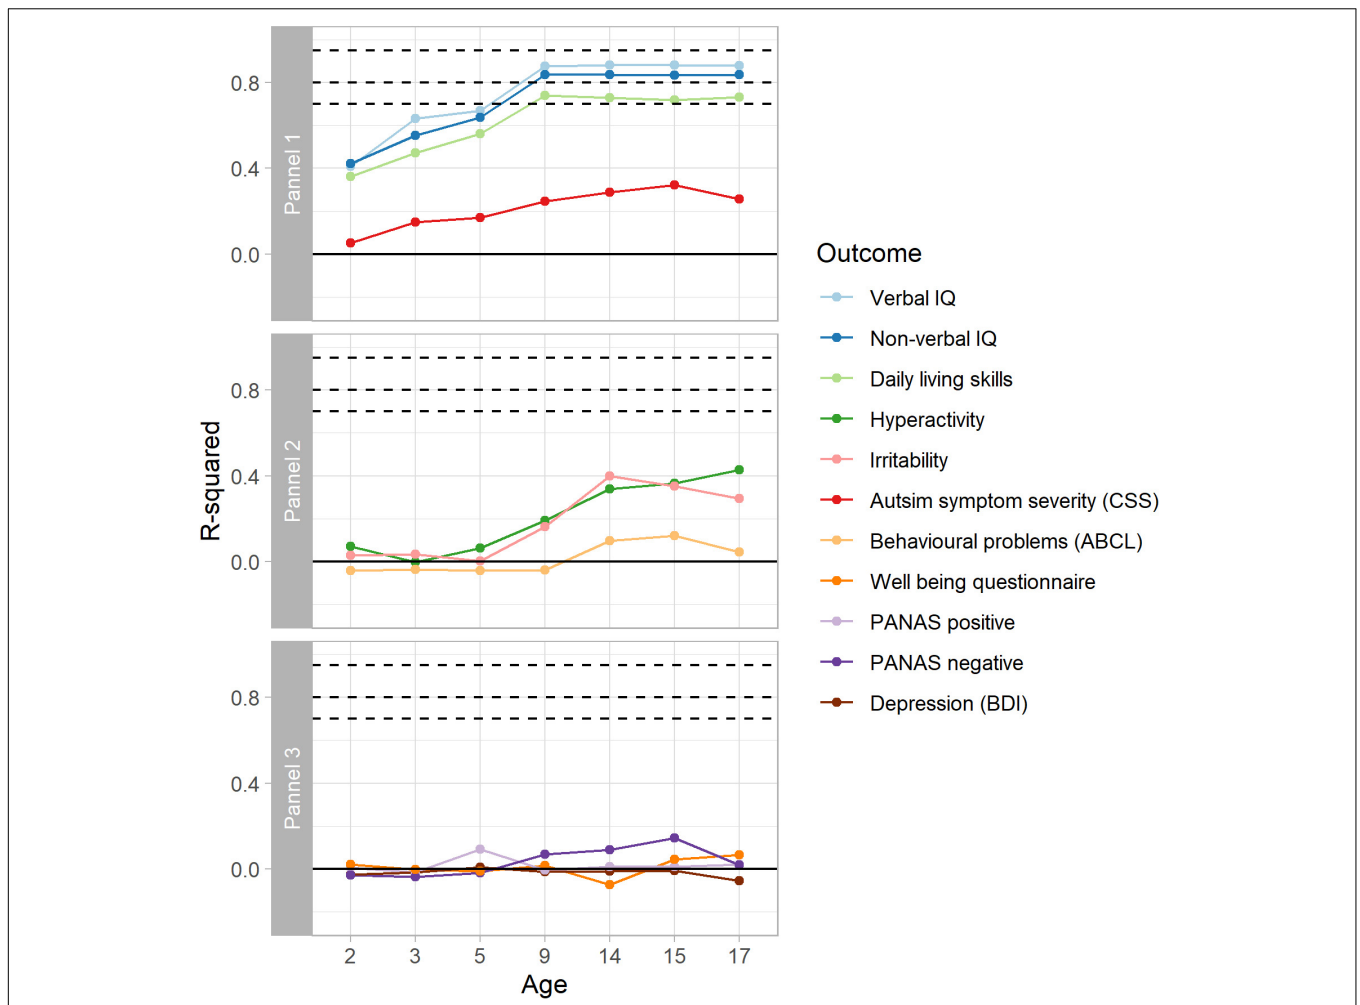 Pannel 1
0.8
0.4
0.0
Pannel 2
0.8
0.4
0.0
Pannel 3
0.8
0.4
0.0
R-squared
2 3 5 9 14 15 17
Age
Outcome
Verbal IQ
Non-verbal IQ
Daily living skills
Hyperactivity
Irritability
Autsim symptom severity (CSS)
Behavioural problems (ABCL)
Well being questionnaire
PANAS positive
PANAS negative
Depression (BDI)